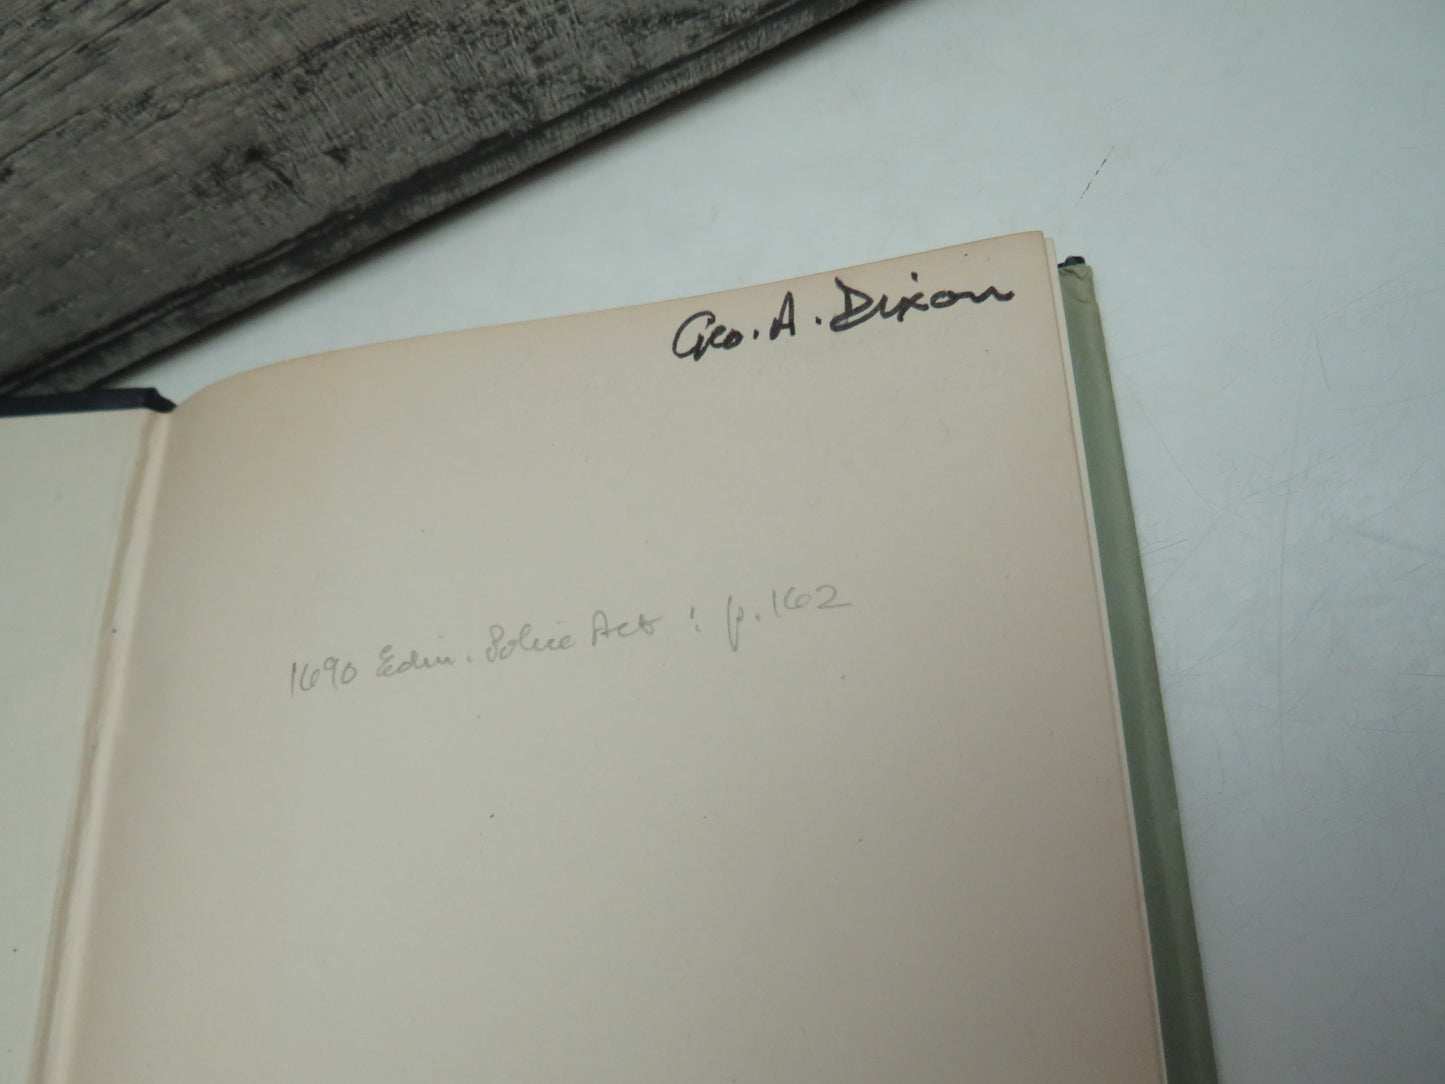 Geo. A. Dixon
1690 Edin. Police Act : p.162